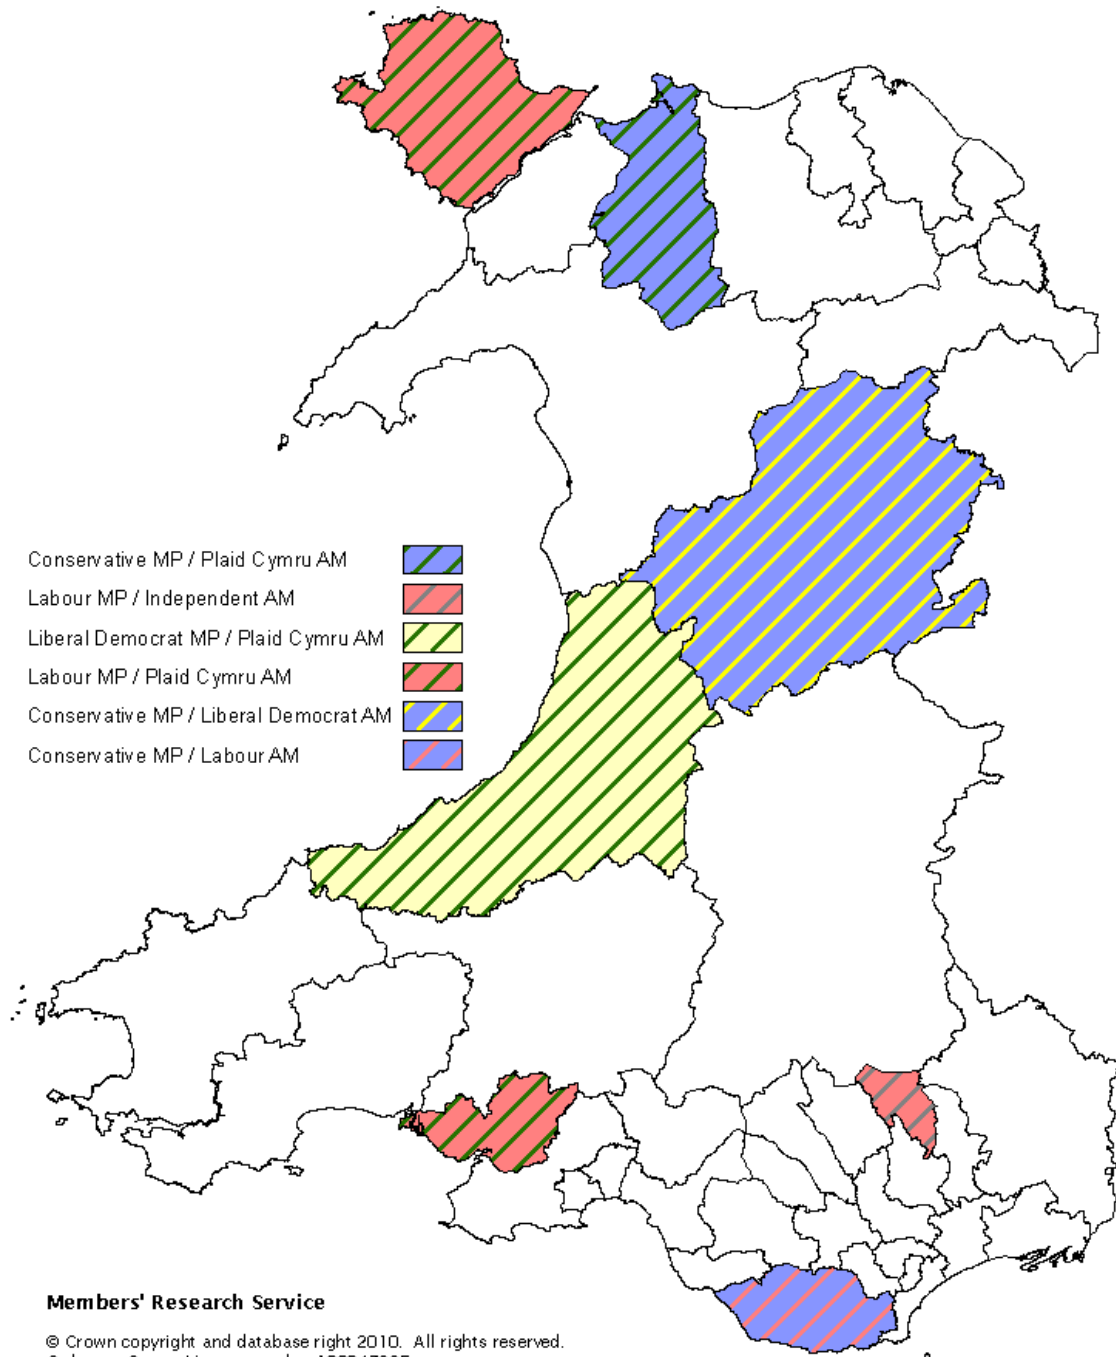 Conservative MP / Plaid Cymru AM
Labour MP / Independent AM
Liberal Democrat MP / Plaid Cymru AM
Labour MP / Plaid Cymru AM
Conservative MP / Liberal Democrat AM
Conservative MP / Labour AM
Members' Research Service
© Crown copyright and database right 2010. All rights reserved.